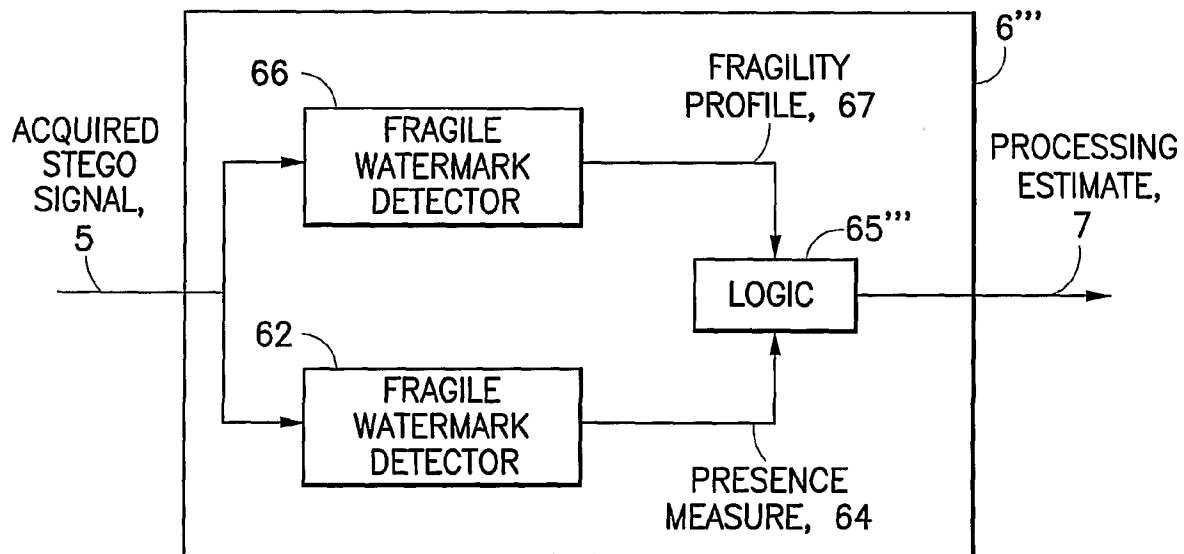 6’’’
66
FRAGILITY
PROFILE, 67
ACQUIRED
STEGO
SIGNAL,
5
FRAGILE
WATERMARK
DETECTOR
PROCESSING
ESTIMATE,
7
65’’’
LOGIC
62
FRAGILE
WATERMARK
DETECTOR
PRESENCE
MEASURE, 64